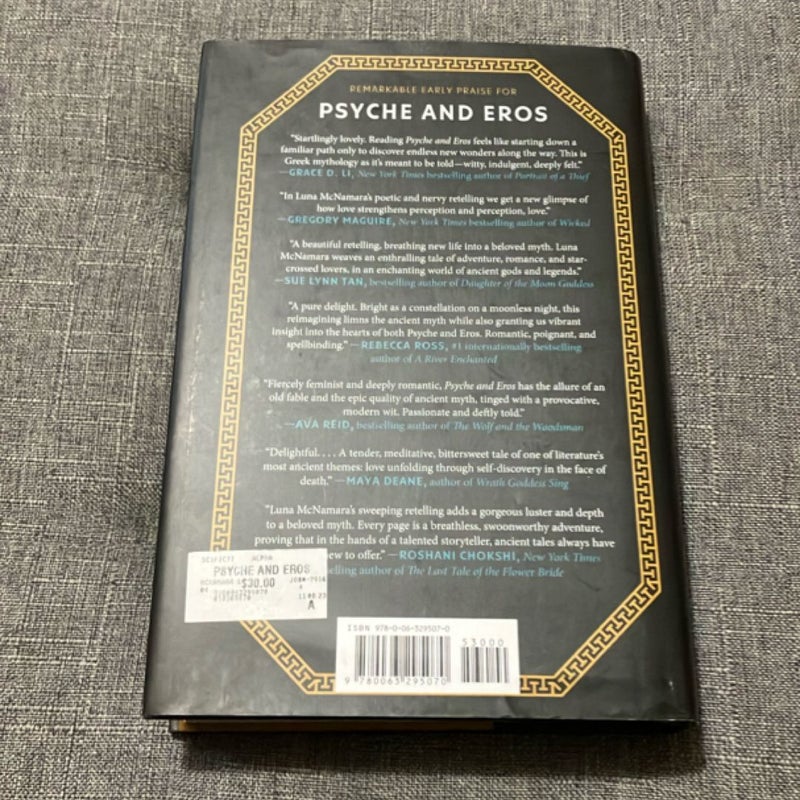 REMARKABLE EARLY PRAISE FOR
PSYCHE AND EROS
"Startlingly lovely. Reading Psyche and Eros feels like starting down a
familiar path only to discover endless new wonders along the way. This is
Greek mythology as it's meant to be told—witty, indulgent, deeply felt."
—GRACE D. LI, New York Times bestselling author of Portrait of a Thief
"In Luna McNamara's poetic and nervy retelling we get a new glimpse of
how love strengthens perception and perception, love."
—GREGORY MAGUIRE, New York Times bestselling author of Wicked
"A beautiful retelling, breathing new life into a beloved myth. Luna
McNamara weaves an enthralling tale of adventure, romance, and star-
crossed lovers, in an enchanting world of ancient gods and legends."
—SUE LYNN TAN, bestselling author of Daughter of the Moon Goddess
"A pure delight. Bright as a constellation on a moonless night, this
reimagining limns the ancient myth while also granting us vibrant
insight into the hearts of both Psyche and Eros. Romantic, poignant, and
spellbinding." —REBECCA ROSS, #1 internationally bestselling
author of A River Enchanted
"Fiercely feminist and deeply romantic, Psyche and Eros has the allure of an
old fable and the epic quality of ancient myth, tinged with a provocative,
modern wit. Passionate and deftly told."
—AVA REID, bestselling author of The Wolf and the Woodsman
"Delightful. . . . A tender, meditative, bittersweet tale of one of literature's
most ancient themes: love unfolding through self-discovery in the face of
death." —MAYA DEANE, author of Wrath Goddess Sing
"Luna McNamara's sweeping retelling adds a gorgeous luster and depth
to a beloved myth. Every page is a breathless, swoonworthy adventure,
proving that in the hands of a talented storyteller, ancient tales always have
new to offer." —ROSHANI CHOKSHI, New York Times
selling author of The Last Tale of the Flower Bride
ALPHA
PSYCHE AND EROS
$30.00
A
ISBN 978-0-06-329507-0
53000
9 780063 295070